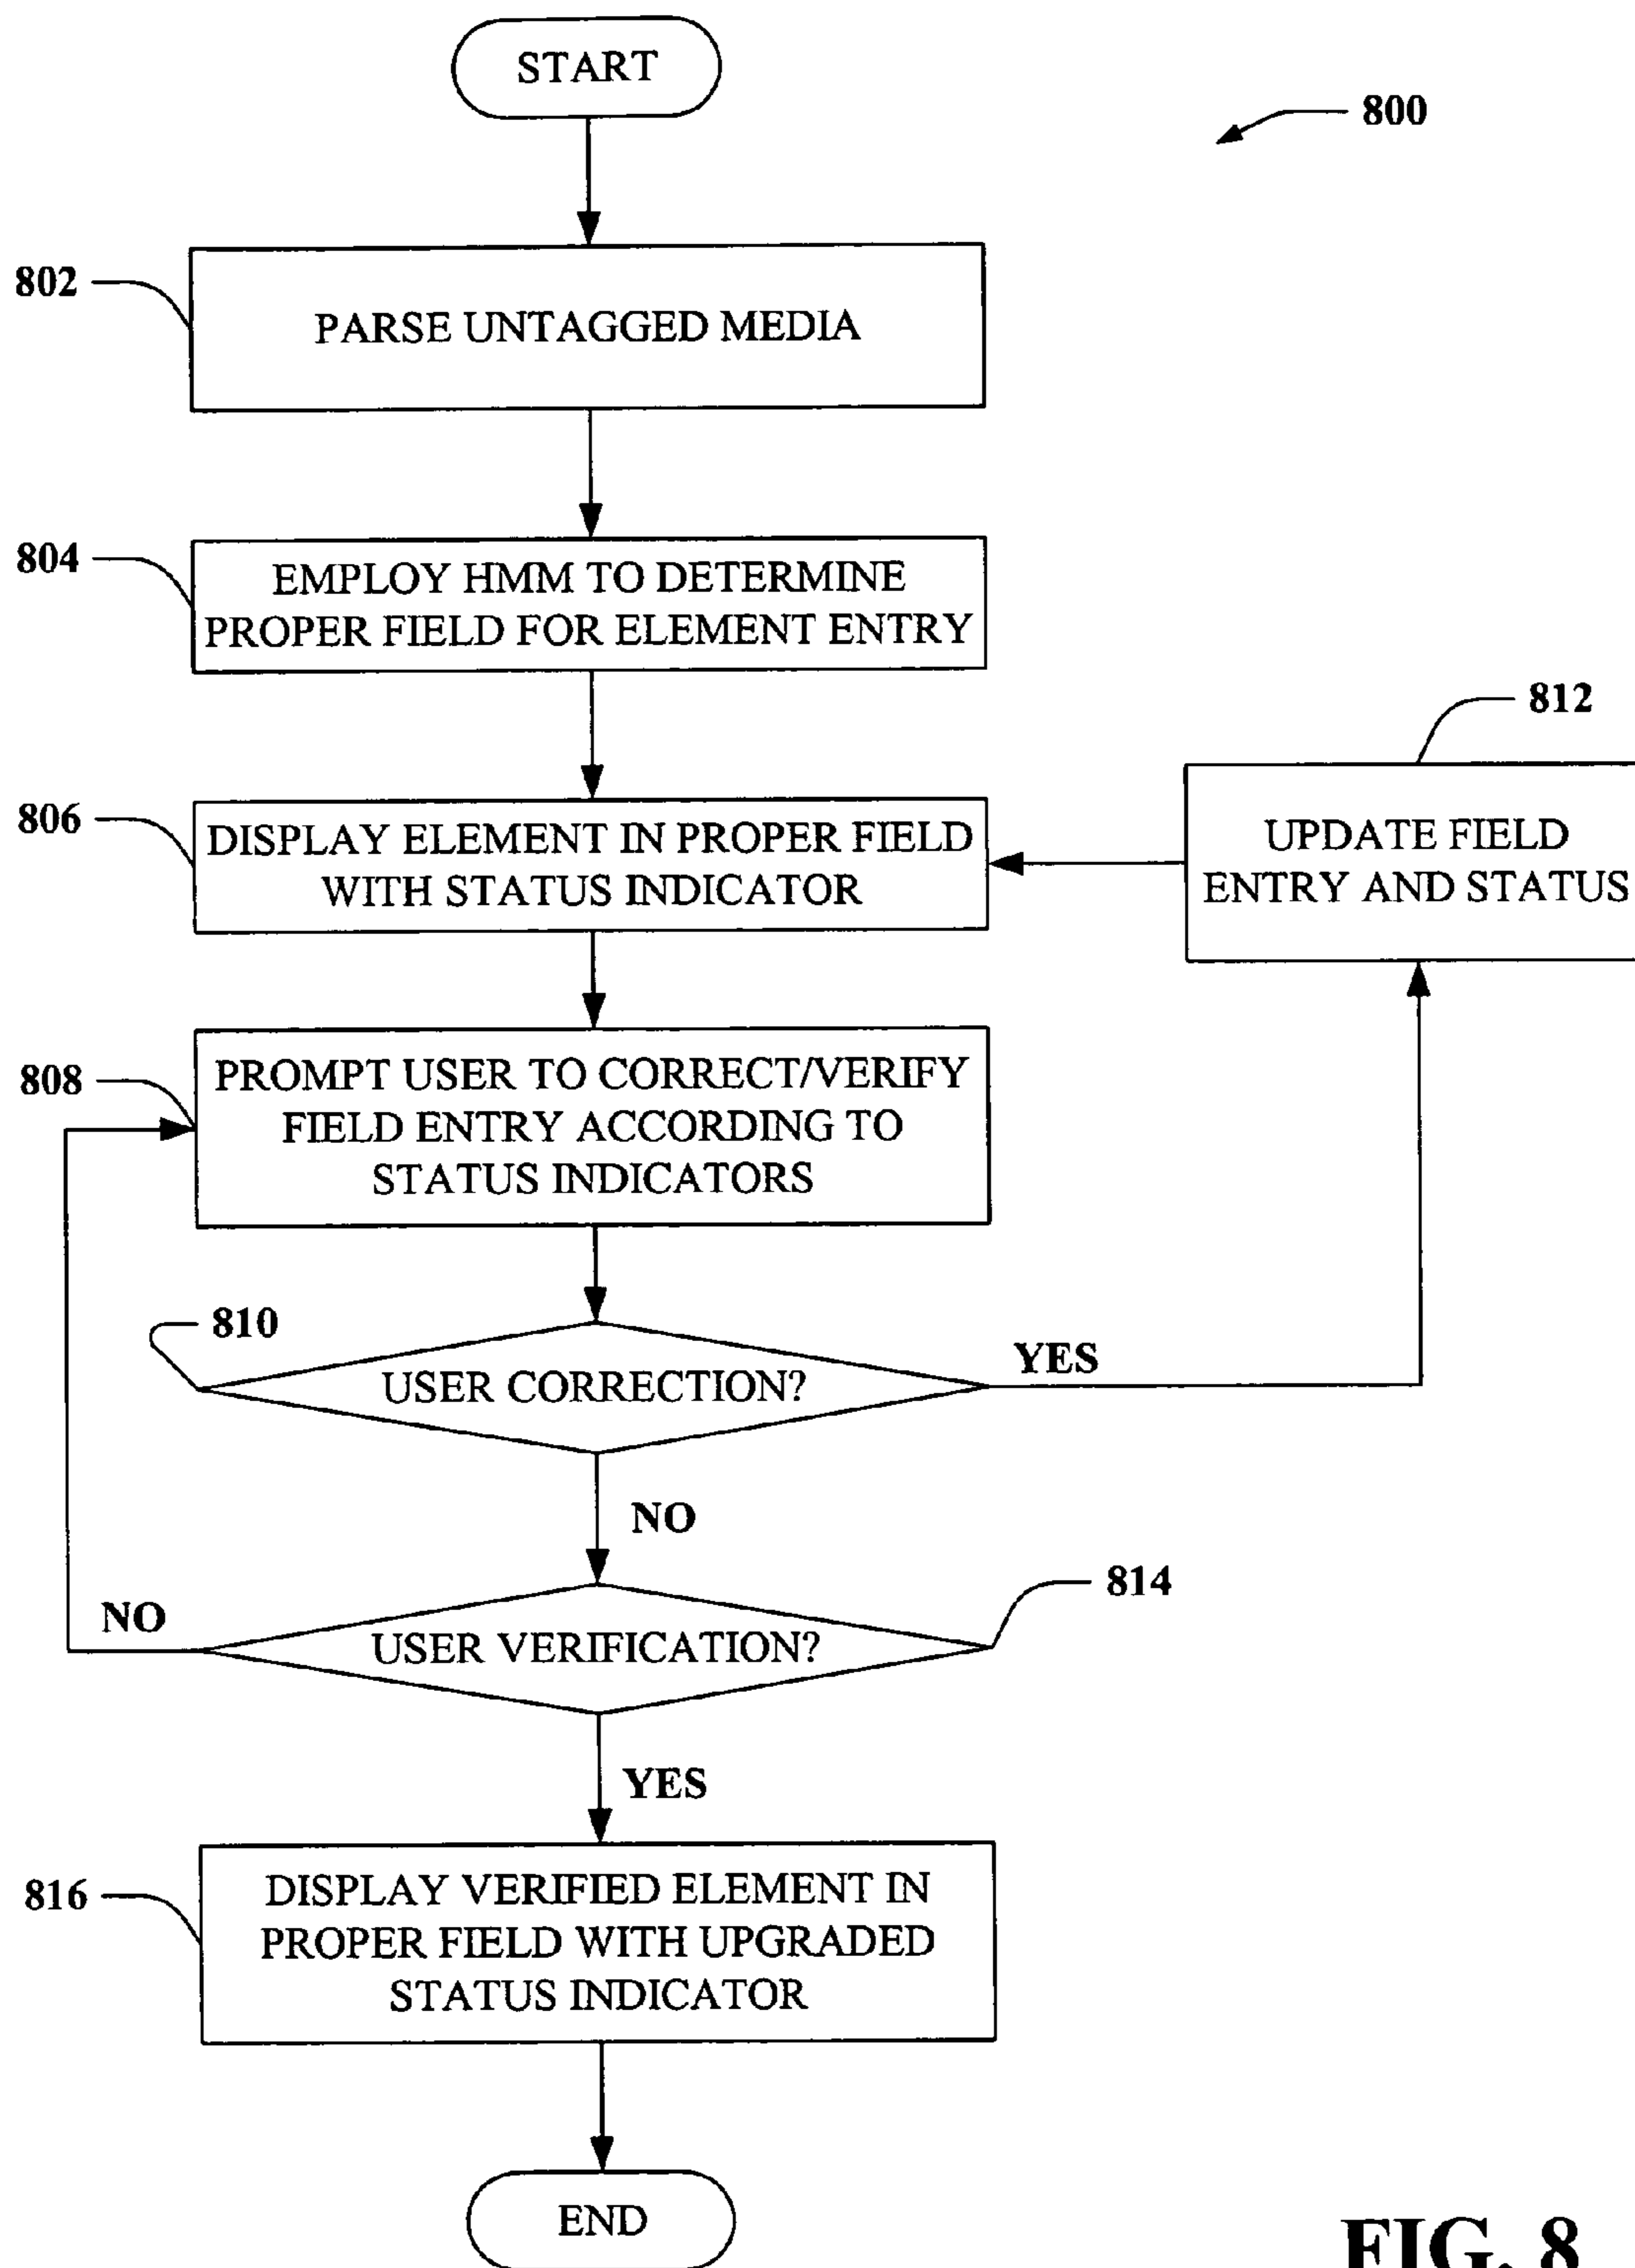 START
800
802
PARSE UNTAGGED MEDIA
804
EMPLOY HMM TO DETERMINE
PROPER FIELD FOR ELEMENT ENTRY
812
806
DISPLAY ELEMENT IN PROPER FIELD
WITH STATUS INDICATOR
UPDATE FIELD
ENTRY AND STATUS
808
PROMPT USER TO CORRECT/VERIFY
FIELD ENTRY ACCORDING TO
STATUS INDICATORS
810
USER CORRECTION?
YES
NO
814
NO
USER VERIFICATION?
YES
816
DISPLAY VERIFIED ELEMENT IN
PROPER FIELD WITH UPGRADED
STATUS INDICATOR
END
FIG. 8